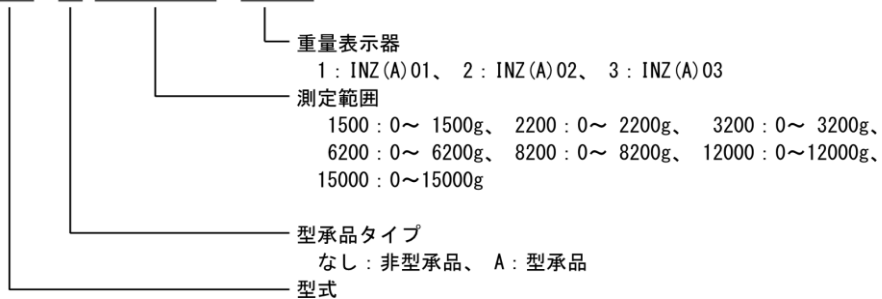 重量表示器
1：INZ(A)01、 2：INZ(A)02、 3：INZ(A)03
測定範囲
1500：0～ 1500g、 2200：0～ 2200g、 3200：0～ 3200g、
6200：0～ 6200g、 8200：0～ 8200g、 12000：0～12000g、
15000：0～15000g
型承品タイプ
なし：非型承品、 A：型承品
型式